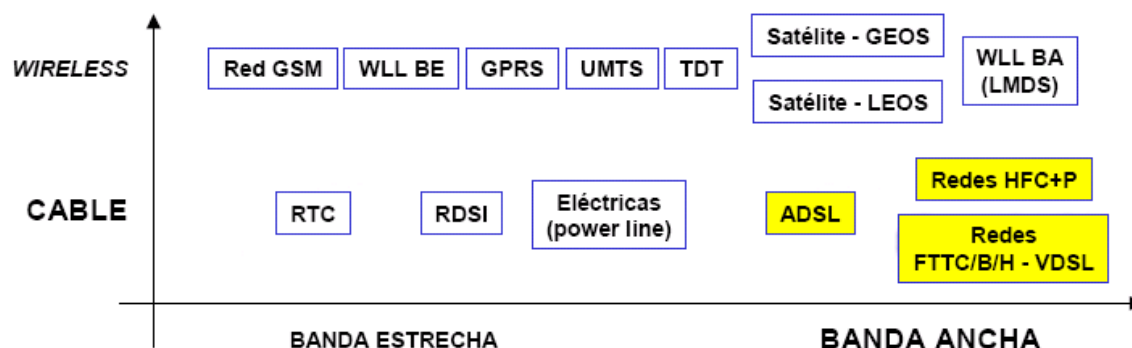 Satélite - GEOS
WIRELESS
Red GSM
WLL BE
GPRS
UMTS
TDT
WLL BA
(LMDS)
Satélite - LEOS
Redes HFC+P
CABLE
RTC
RDSI
Eléctricas
(power line)
ADSL
Redes
FTTC/B/H - VDSL
BANDA ESTRECHA
BANDA ANCHA